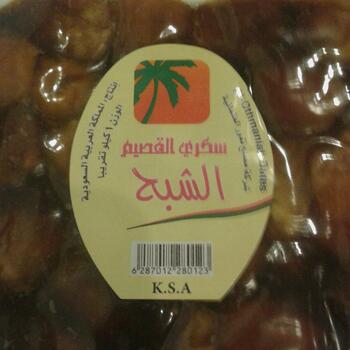 سكري القصيم
الشبح
إنتاج: المملكة العربية السعودية
الوزن ١ كيلو تقريبا
6287012280123
K.S.A